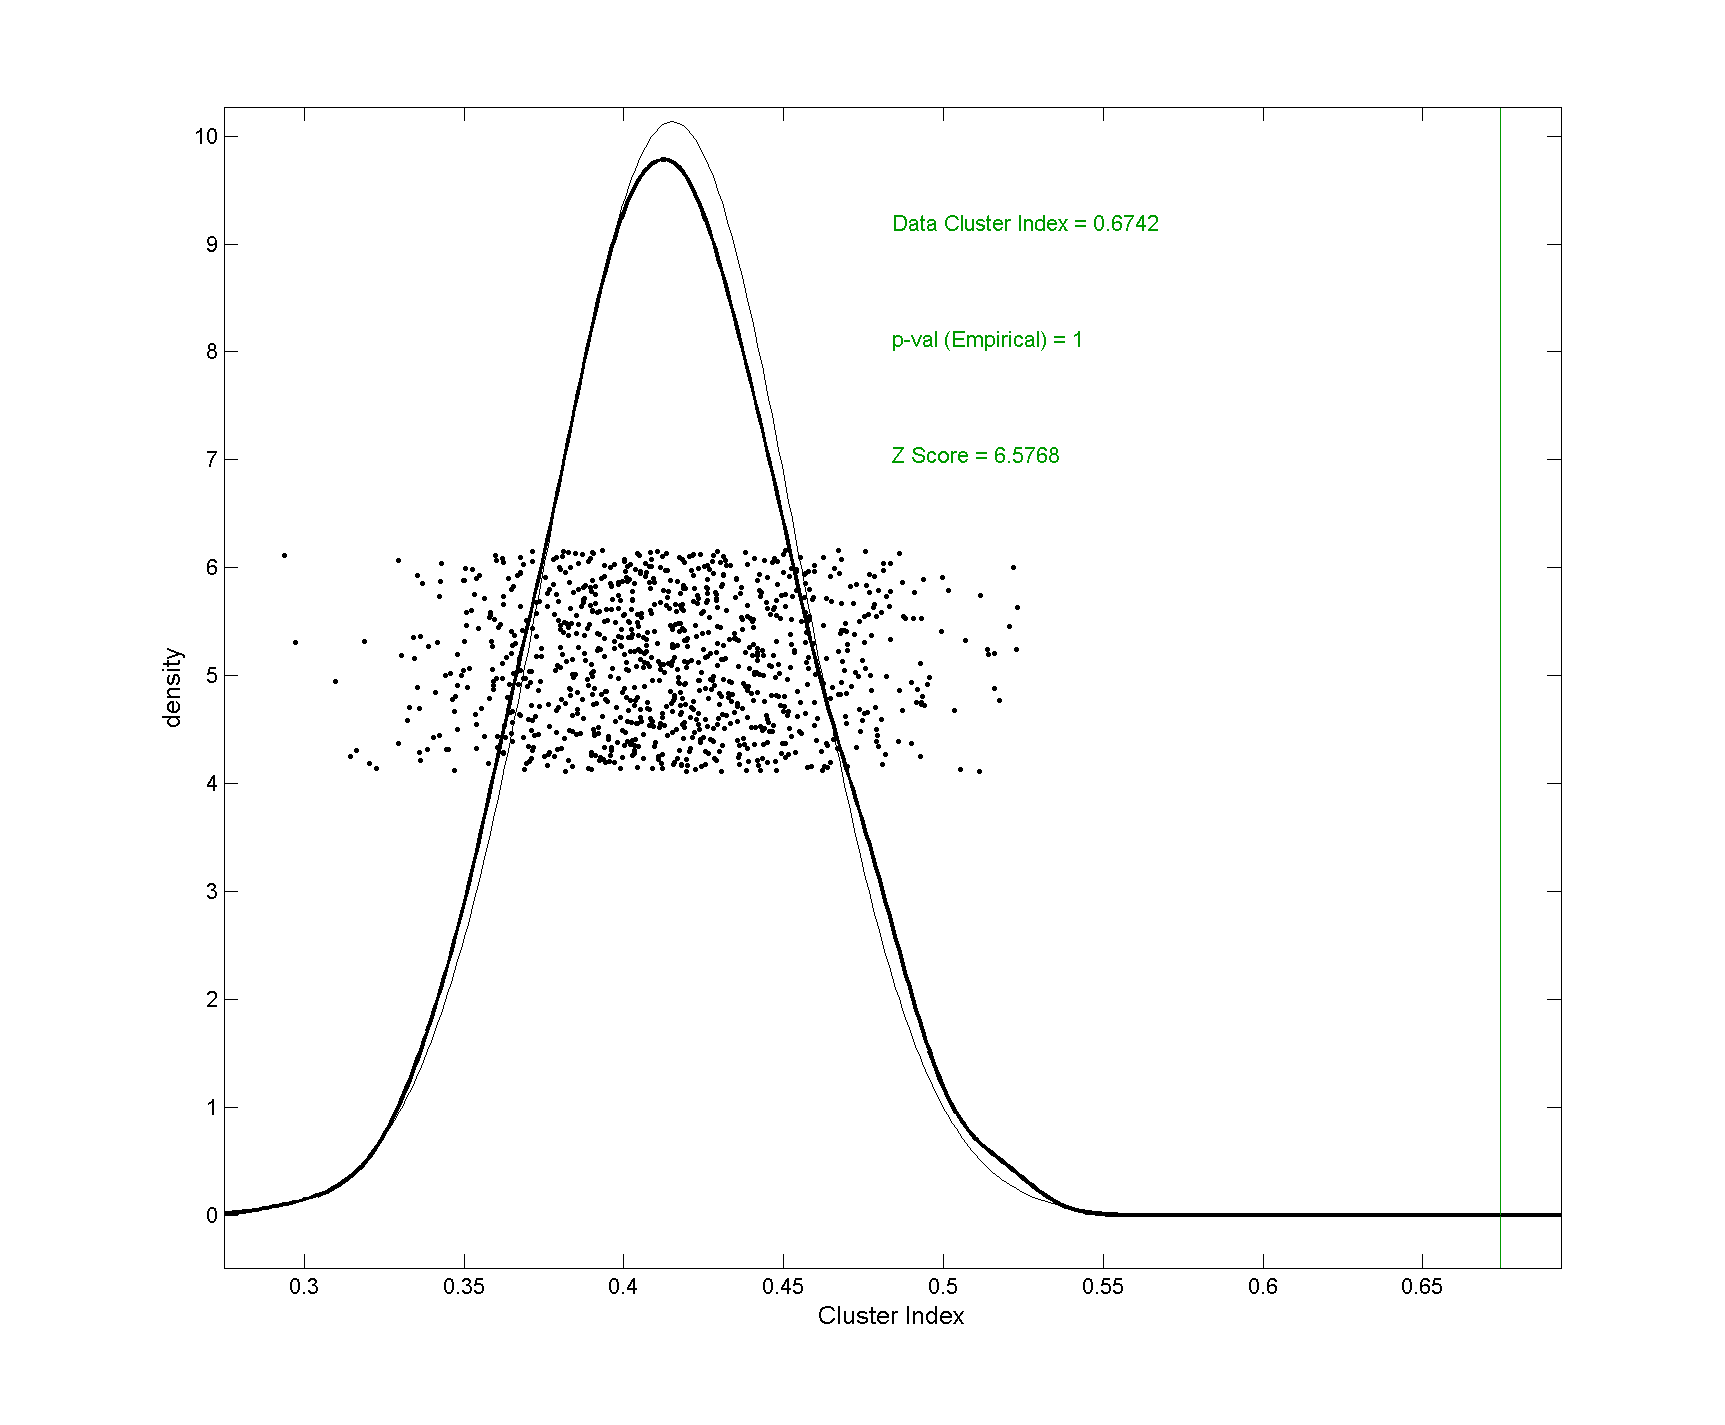 10
9
8
7
6
5
4
3
2
1
0
density
Data Cluster Index = 0.6742
p-val (Empirical) = 1
Z Score = 6.5768
0.3 0.35 0.4 0.45 0.5 0.55 0.6 0.65
Cluster Index